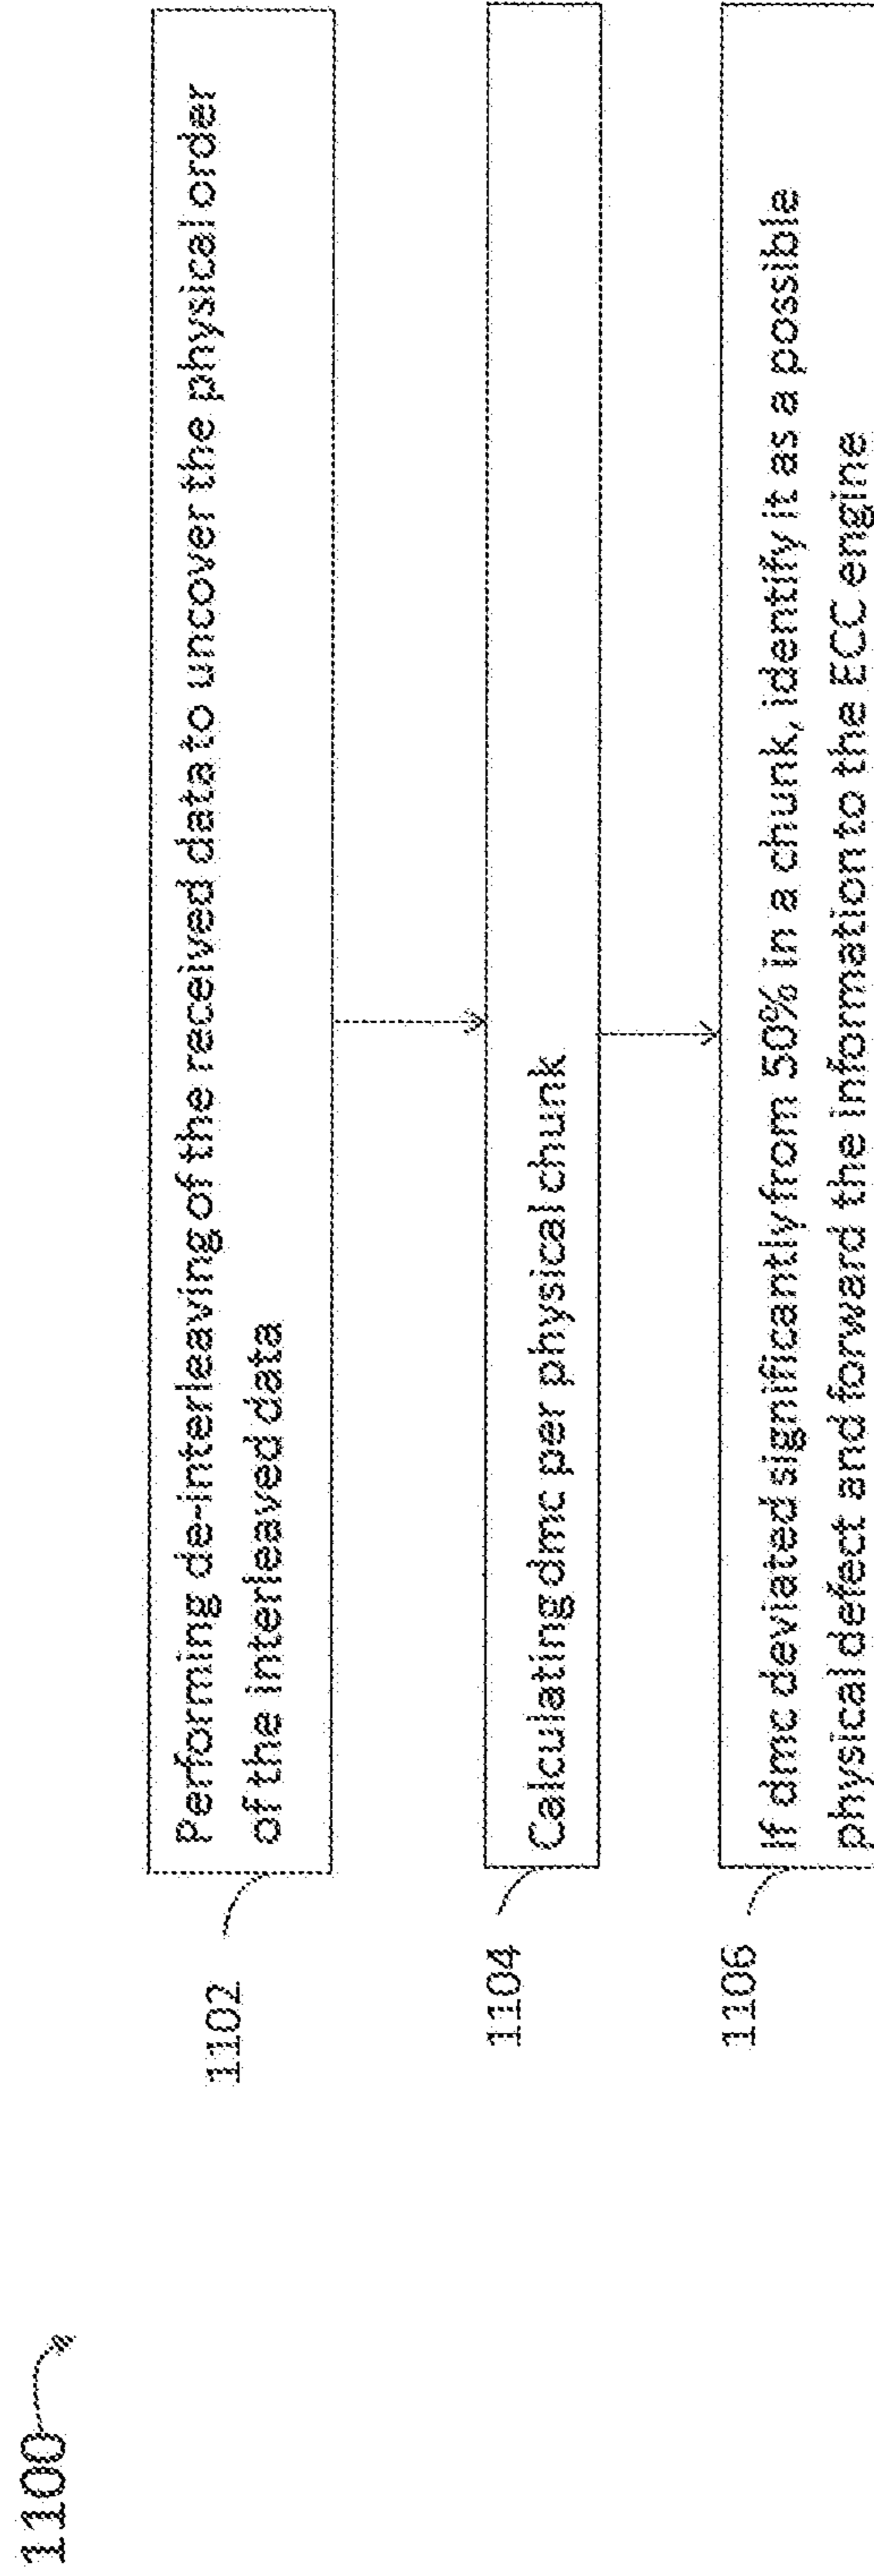 1100
1102
Performing de-interleaving of the received data to uncover the physical order
of the interleaved data
1104
Calculating dmc per physical chunk
1106
If dmc deviated significantly from 50% in a chunk, identify it as a possible
physical defect and forward the information to the ECC engine